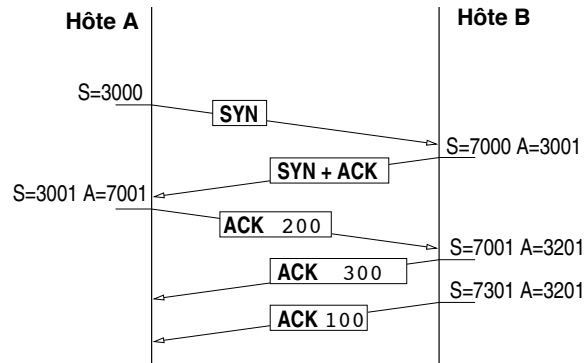 Hôte A
Hôte B
S=3000
SYN
S=7000 A=3001
SYN + ACK
S=3001 A=7001
ACK 200
S=7001 A=3201
ACK 300
S=7301 A=3201
ACK 100